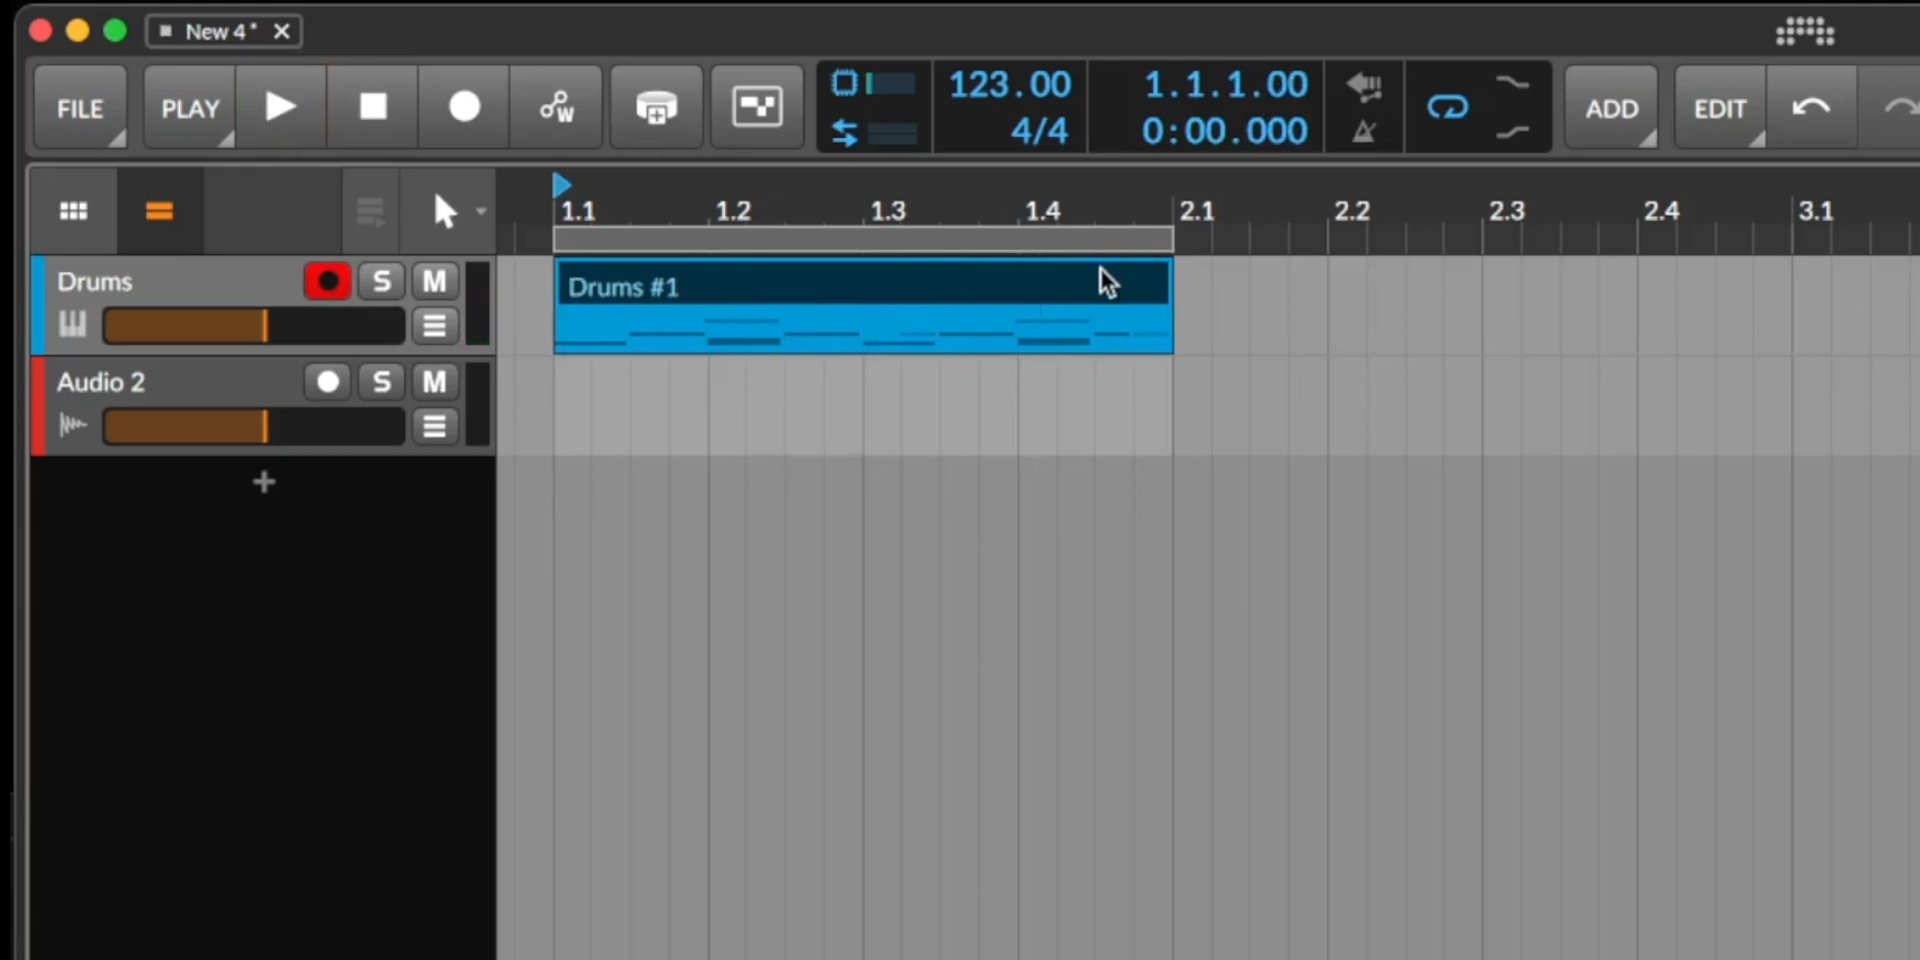 New 4*
FILE
PLAY
W
123.00
4/4
1.1.1.00
0:00.000
ADD
EDIT
1.1 1.2 1.3 1.4 2.1 2.2 2.3 2.4 3.1
Drums S M
Drums #1
Audio 2 S M